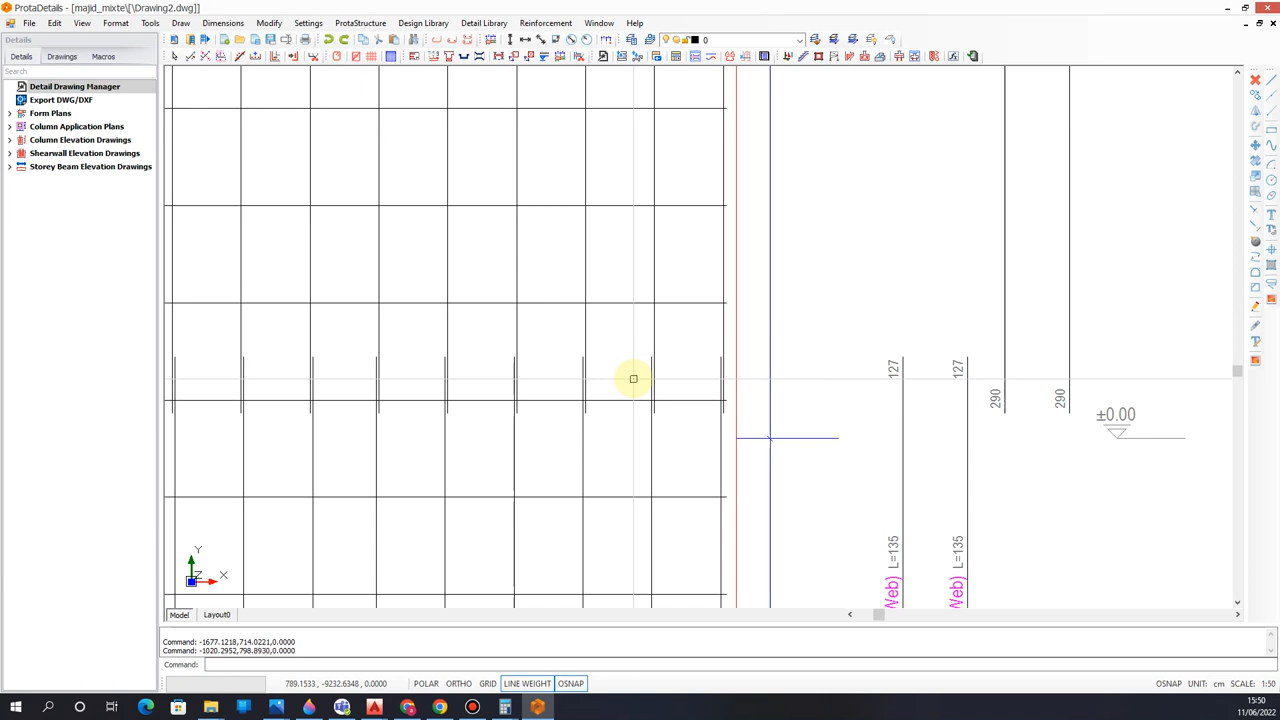 ProtaDetails - [ majid_mixte\[\Drawing2.dwg]]
File Edit View Format Tools Draw Dimensions Modify Settings ProtaStructure Design Library Detail Library Reinforcement Window Help
Details
0
Details Drawings Macros
Search
Detail Drawing Manager
Export DWG/DXF
Form Plans
Column Application Plans
Column Elevation Drawings
Shearwall Elevation Drawings
Storey Beam Elevation Drawings
127
127
290
290
±0.00
L=135
L=135
Web)
Web)
Y
Z
X
Model Layout0
Command: -1677.1218,714.0221,0.0000
Command: -1020.2952,798.8930,0.0000
Command:
789.1533 , -9232.6348 , 0.0000 POLAR ORTHO GRID LINE WEIGHT OSNAP OSNAP UNIT: cm SCALE: 1:50
15:50
11/06/2022